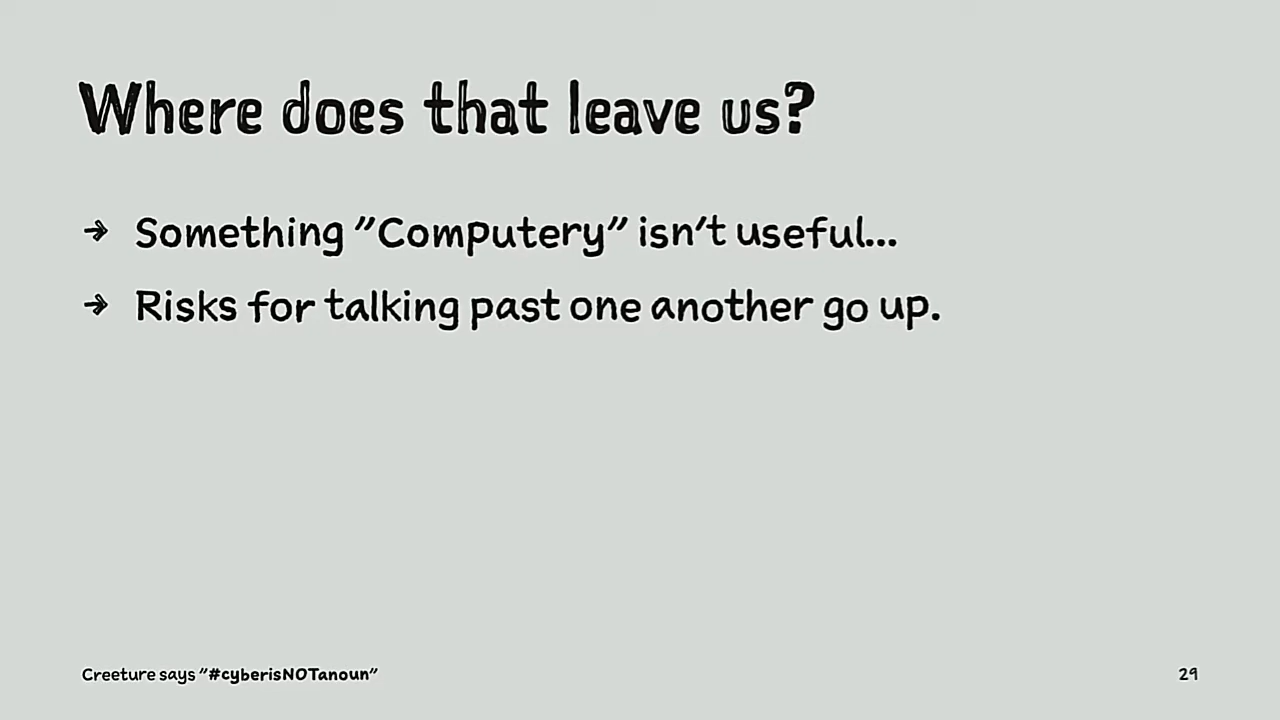 Where does that leave us?
→ Something "Computery" isn't useful...
→ Risks for talking past one another go up.
Creeture says "#cyberisNOTanoun"
29